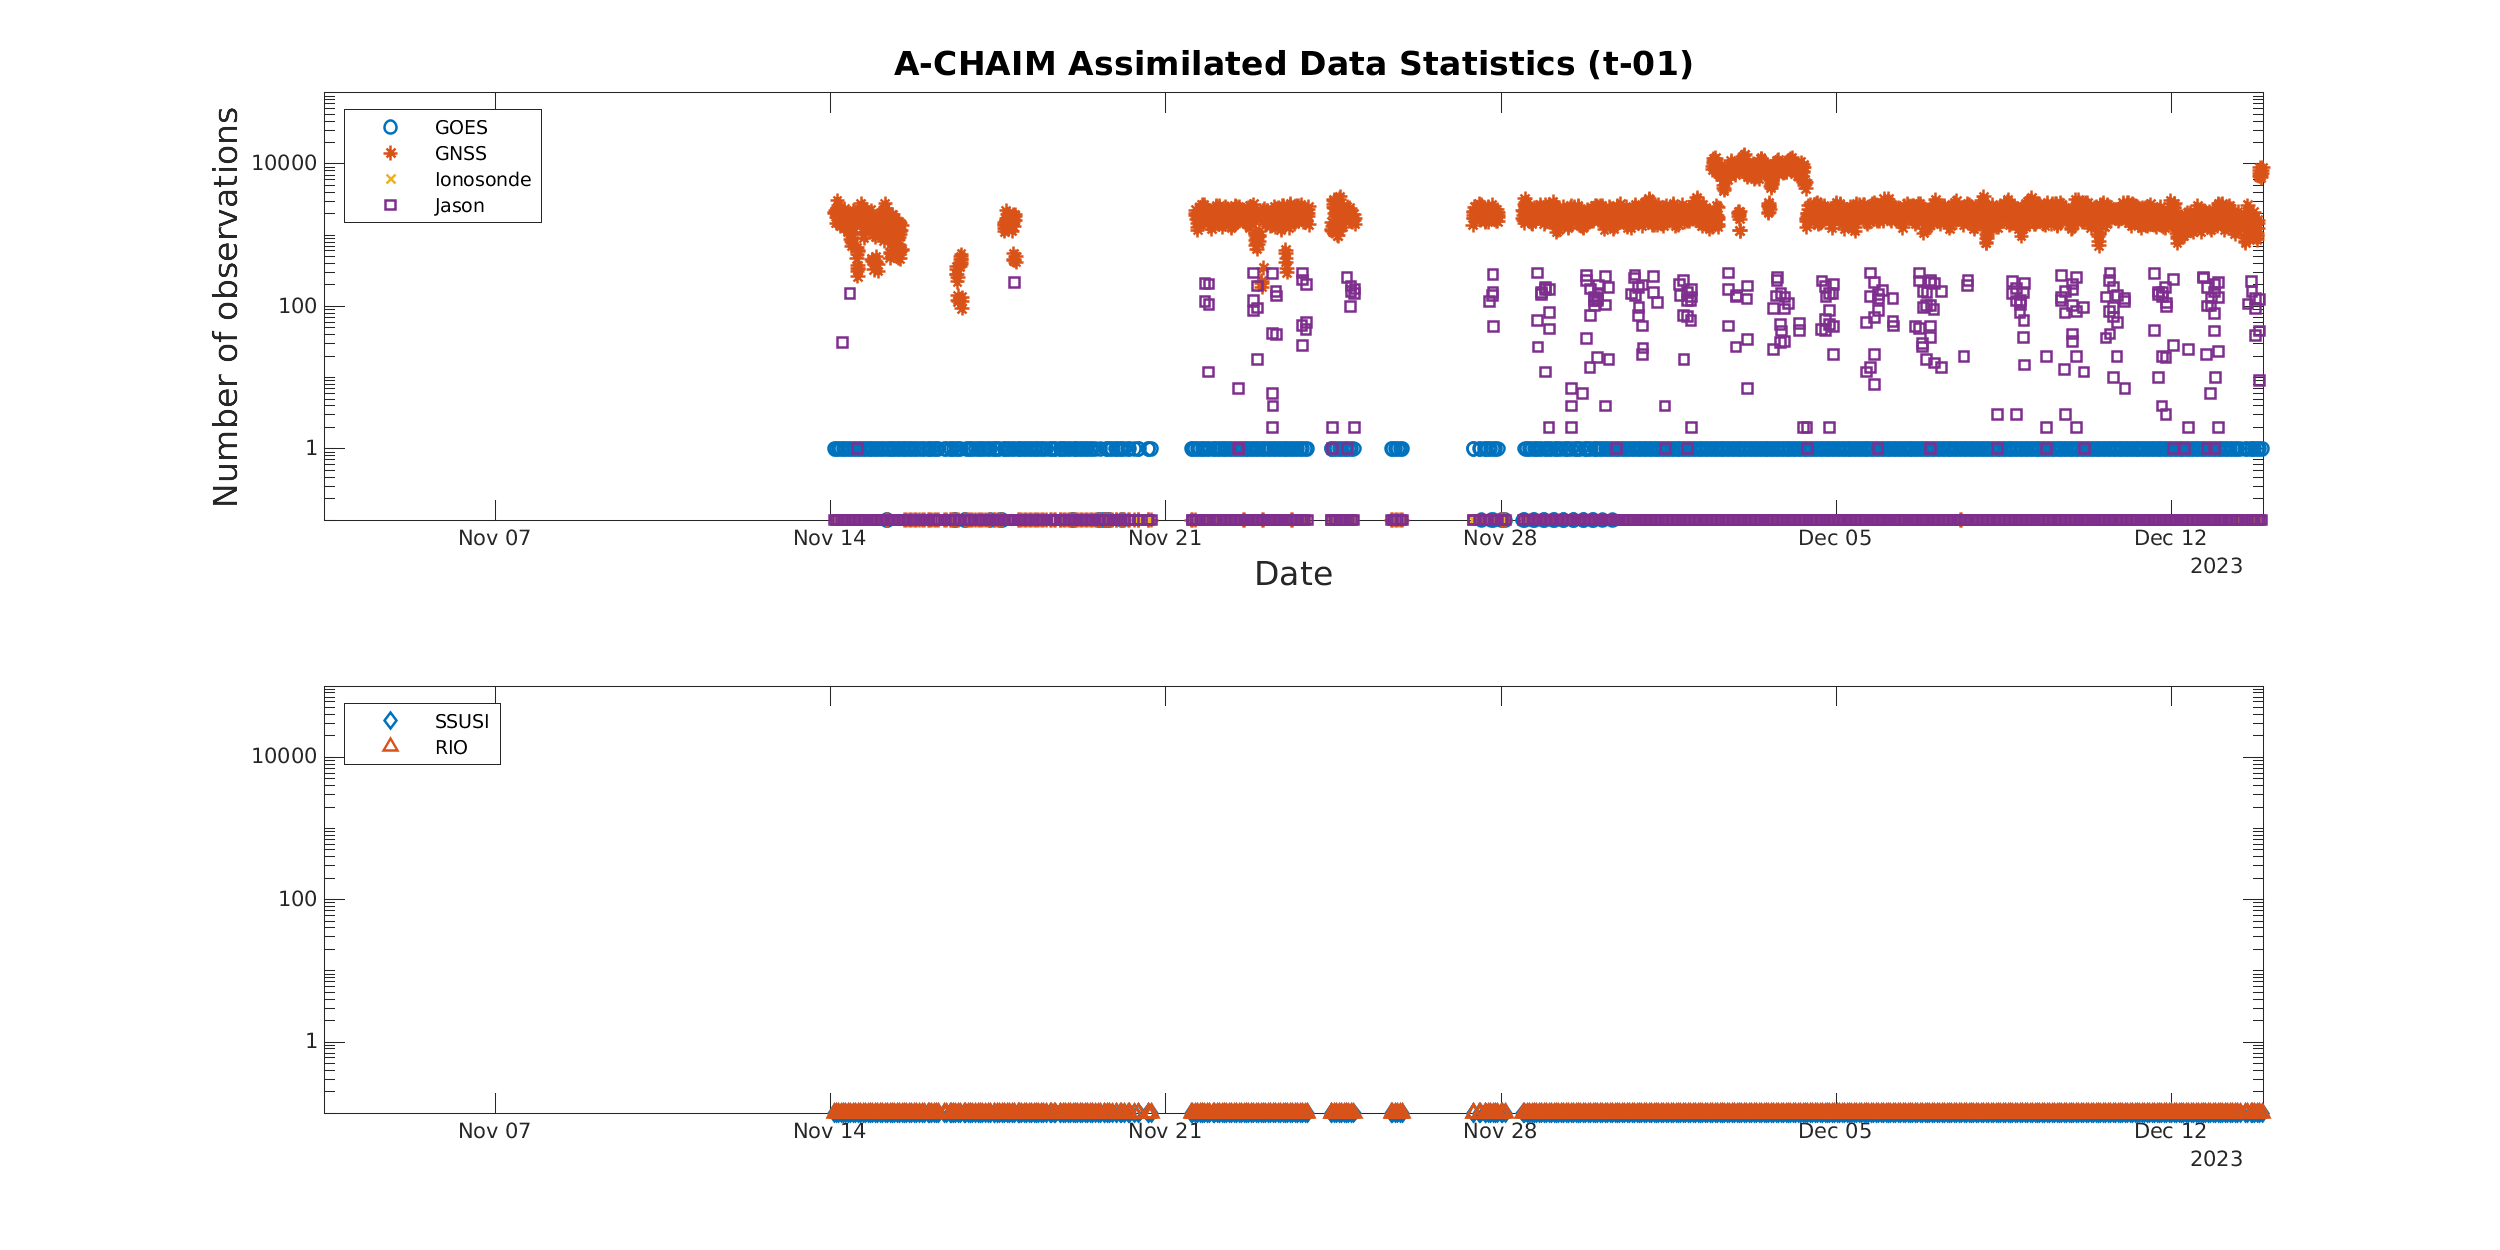 A-CHAIM Assimilated Data Statistics (t-01)
Number of observations
10000
100
1
GOES
GNSS
Ionosonde
Jason
Nov 07
Nov 14
Nov 21
Nov 28
Dec 05
Dec 12
2023
Date
10000
100
1
SSUSI
RIO
Nov 07
Nov 14
Nov 21
Nov 28
Dec 05
Dec 12
2023